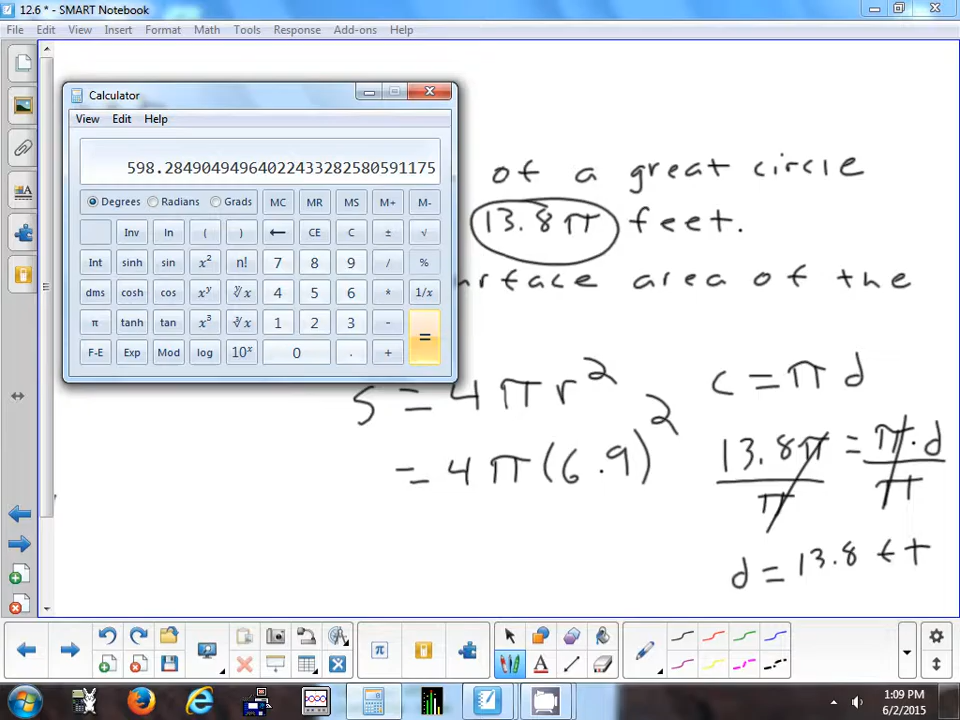 12.6 * - SMART Notebook
File Edit View Insert Format Math Tools Response Add-ons Help
Calculator
View Edit Help
598.28490494964022433282580591175
Degrees Radians Grads MC MR MS M+ M-
Inv ln ( ) ← CE C ± √
Int sinh sin x² n! 7 8 9 / %
dms cosh cos xʸ ʸ√x 4 5 6 * 1/x
π tanh tan x³ ³√x 1 2 3 - =
F-E Exp Mod log 10ˣ 0 . +
of a great circle
13.8π feet.
rface area of the
S = 4πr²
= 4π(6.9)²
C = πd
13.8π = π·d
π π
d = 13.8 ft
1:09 PM
6/2/2015